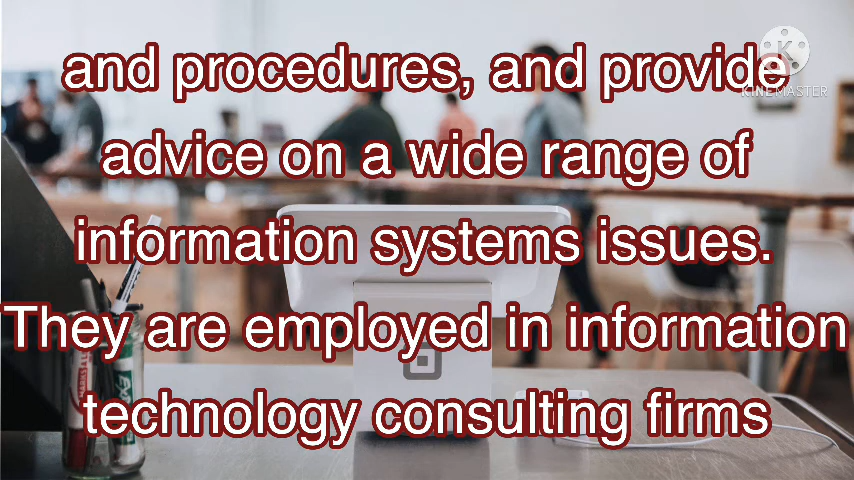 and procedures, and provide
KINEMASTER
advice on a wide range of
information systems issues.
They are employed in information
technology consulting firms
EXPO